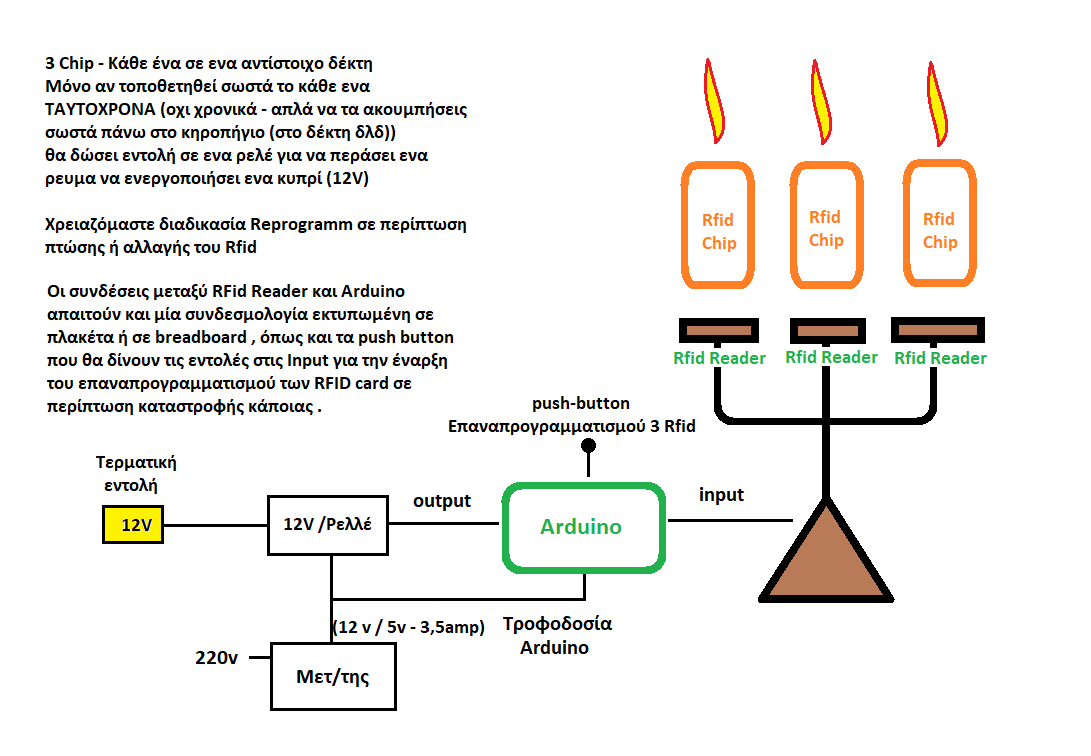 3 Chip - Κάθε ένα σε ενα αντίστοιχο δέκτη
Μόνο αν τοποθετηθεί σωστά το κάθε ενα
ΤΑΥΤΟΧΡΟΝΑ (οχι χρονικά - απλά να τα ακουμπήσεις
σωστά πάνω στο κηροπήγιο (στο δέκτη δλδ))
θα δώσει εντολή σε ενα ρελέ για να περάσει ενα
ρευμα να ενεργοποιήσει ενα κυπρί (12V)
Χρειαζόμαστε διαδικασία Reprogramm σε περίπτωση
πτώσης ή αλλαγής του Rfid
Οι συνδέσεις μεταξύ RFid Reader και Arduino
απαιτούν και μία συνδεσμολογία εκτυπωμένη σε
πλακέτα ή σε breadboard , όπως και τα push button
που θα δίνουν τις εντολές στις Input για την έναρξη
του επαναπρογραμματισμού των RFID card σε
περίπτωση καταστροφής κάποιας .
Rfid
Chip
Rfid
Chip
Rfid
Chip
Rfid Reader
Rfid Reader
Rfid Reader
push-button
Επαναπρογραμματισμού 3 Rfid
Τερματική
εντολή
12V
12V /Ρελλέ
output
Arduino
input
(12 v / 5v - 3,5amp)
Τροφοδοσία
Arduino
220v
Μετ/της